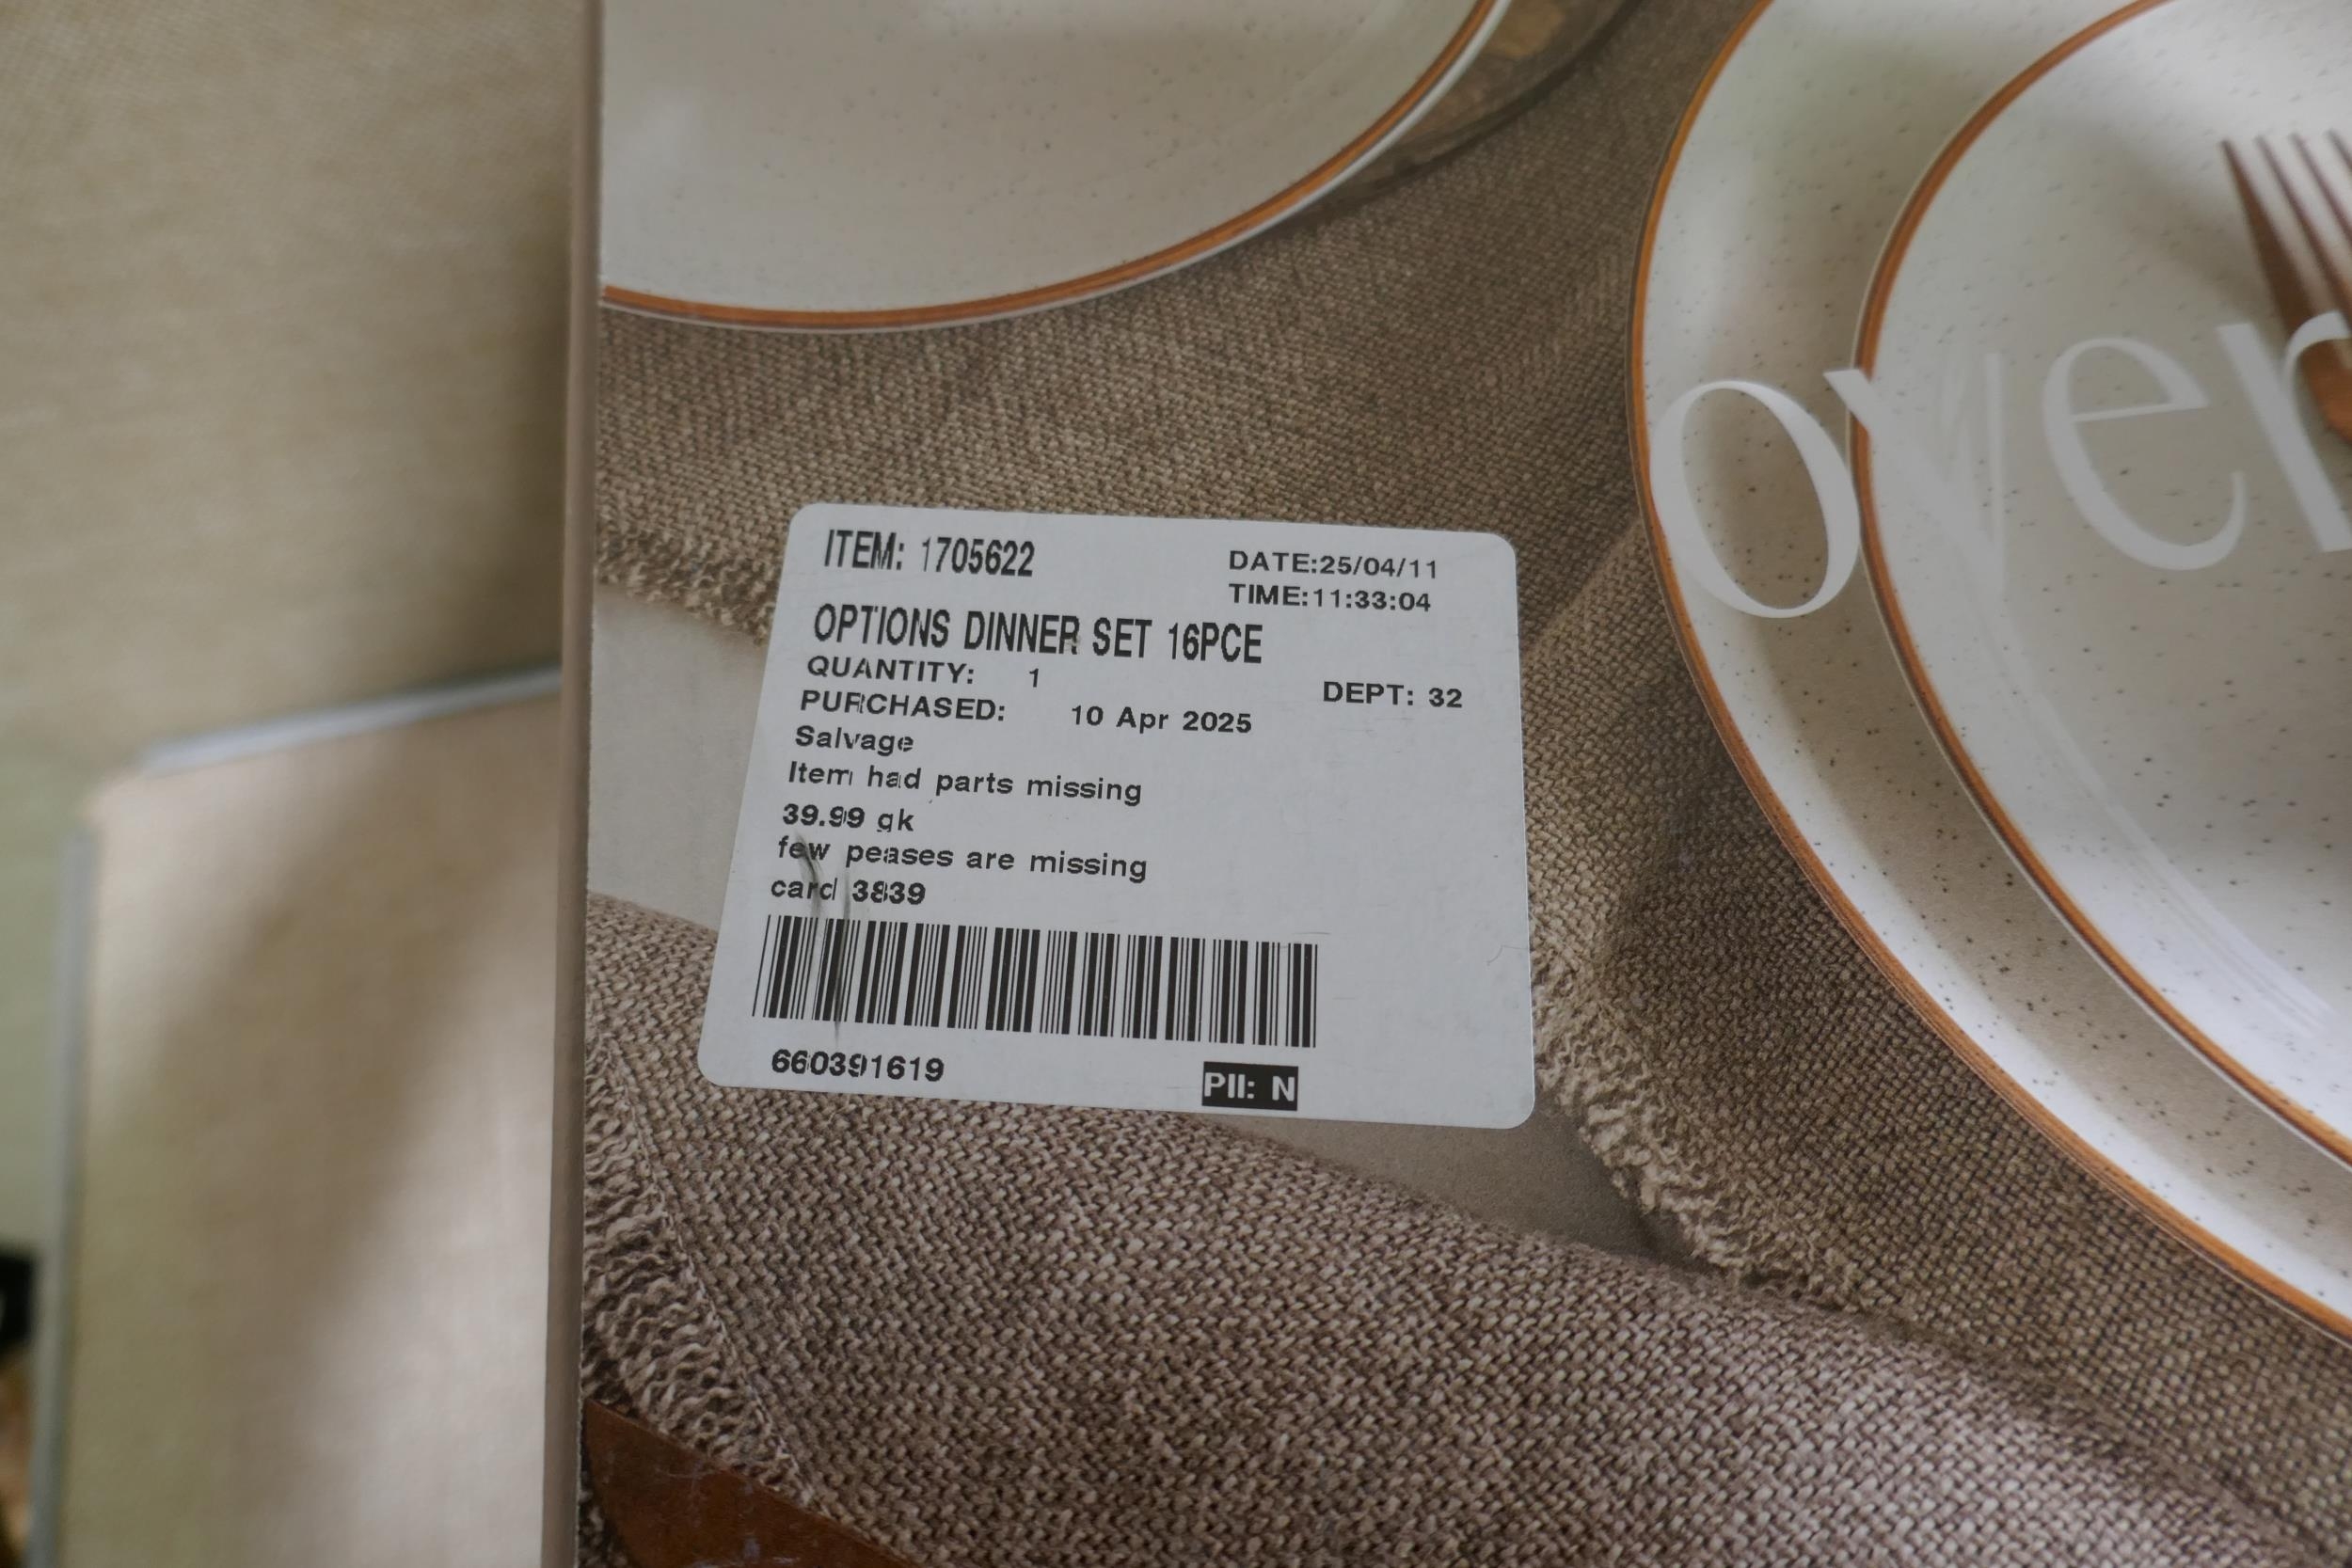 ITEM: 1705622
DATE:25/04/11
TIME:11:33:04
OPTIONS DINNER SET 16PCE
QUANTITY: 1
DEPT: 32
PURCHASED: 10 Apr 2025
Salvage
Item had parts missing
39.99 gk
few peases are missing
card 3839
660391619
PII: N
over